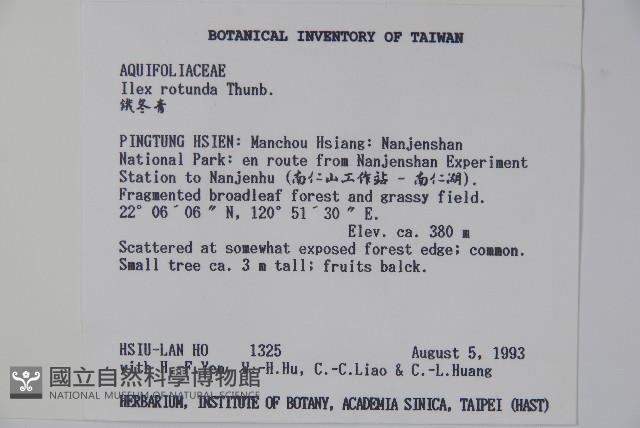 BOTANICAL INVENTORY OF TAIWAN
AQUIFOLIACEAE
Ilex rotunda Thunb.
鐵冬青
PINGTUNG HSIEN: Manchou Hsiang: Nanjenshan
National Park: en route from Nanjenshan Experiment
Station to Nanjenhu (南仁山工作站 - 南仁湖).
Fragmented broadleaf forest and grassy field.
22° 06´06 ″ N, 120° 51´30 ″ E.
Elev. ca. 380 m
Scattered at somewhat exposed forest edge; common.
Small tree ca. 3 m tall; fruits balck.
HSIU-LAN HO 1325 August 5, 1993
with H.-F.Yen, W.-H.Hu, C.-C.Liao & C.-L.Huang
國立自然科學博物館
NATIONAL MUSEUM OF NATURAL SCIENCE
HERBARIUM, INSTITUTE OF BOTANY, ACADEMIA SINICA, TAIPEI (HAST)